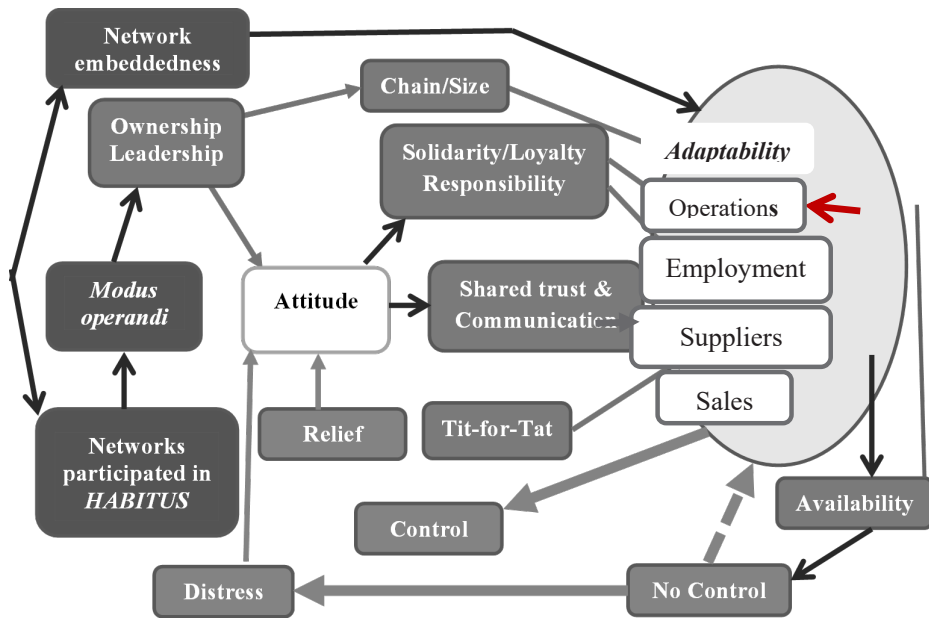 Network
embeddedness
Chain/Size
Ownership
Leadership
Solidarity/Loyalty
Responsibility
Adaptability
Operations
Employment
Modus
operandi
Attitude
Shared trust &
Communication
Suppliers
Sales
Networks
participated in
HABITUS
Relief
Tit-for-Tat
Control
Availability
Distress
No Control